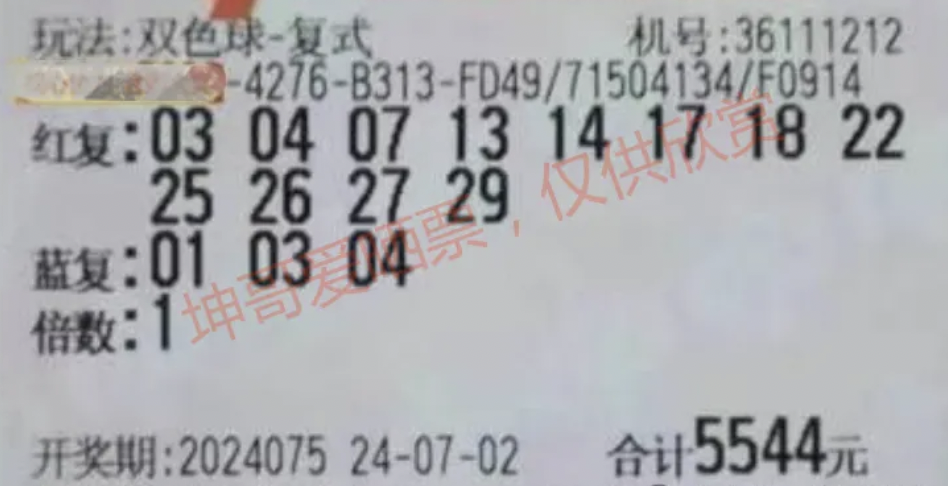 玩法:双色球-复式 机号:36111212
-4276-B313-FD49/71504134/F0914
红复:03 04 07 13 14 17 18 22
25 26 27 29
蓝复:01 03 04
倍数:1
坤哥爱晒票，仅供欣赏
开奖期:2024075 24-07-02 合计5544元